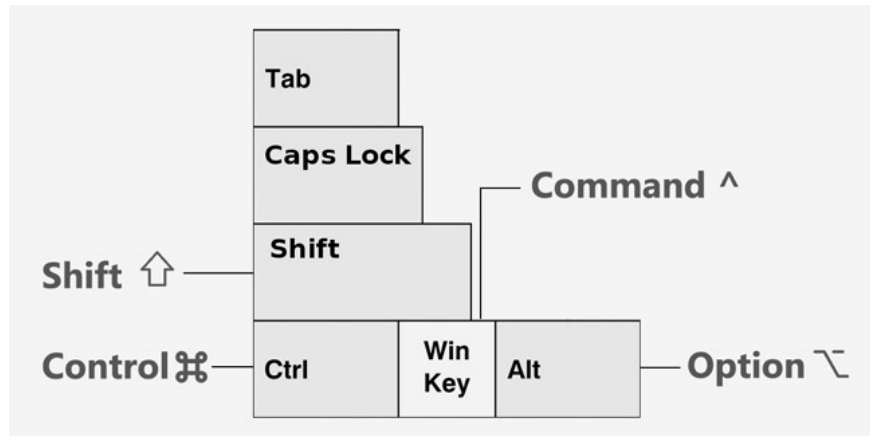 Tab
Caps Lock
Command ^
Shift
Shift ⇧
Control ⌘
Ctrl
Win
Key
Alt
Option ⌥